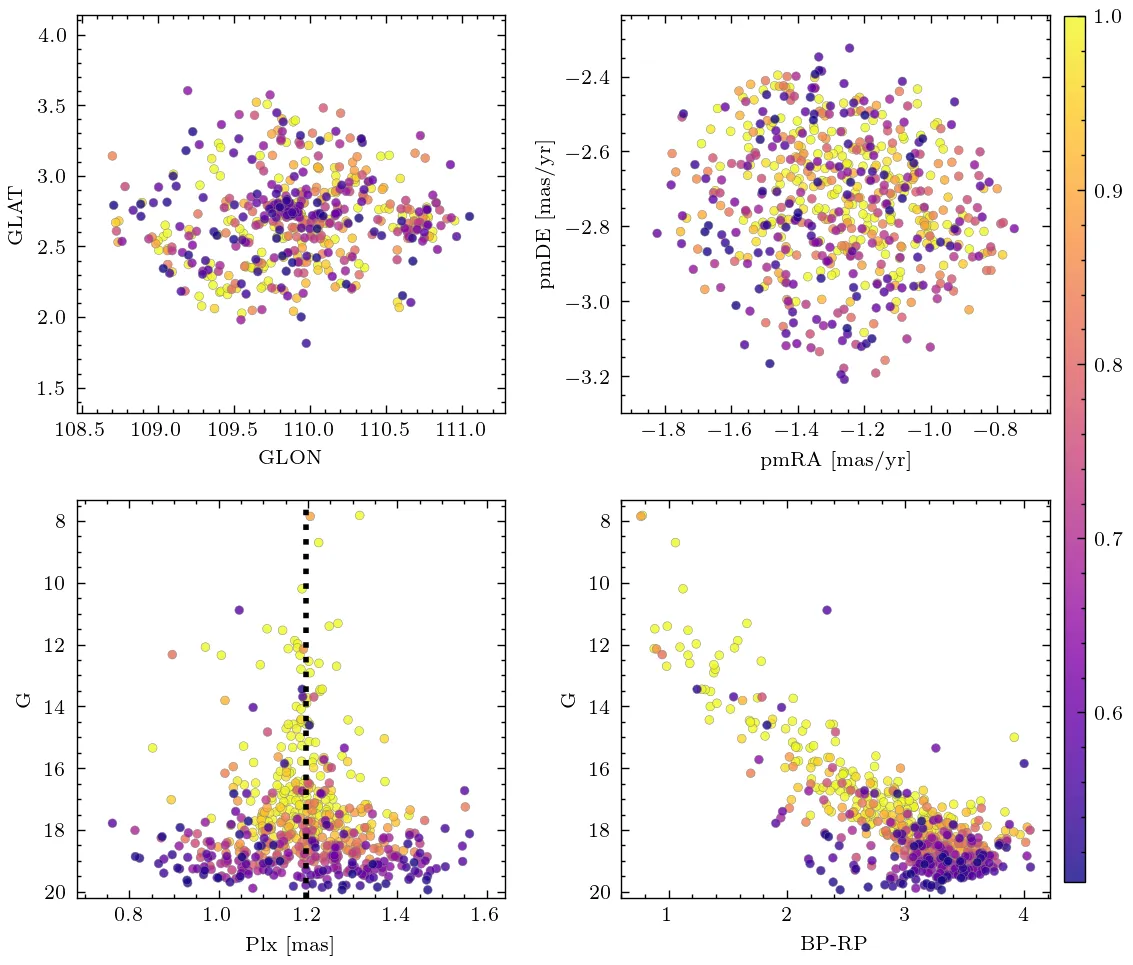 4.0
3.5
3.0
2.5
2.0
1.5
GLAT
108.5 109.0 109.5 110.0 110.5 111.0
GLON
−2.4
−2.6
−2.8
−3.0
−3.2
pmDE [mas/yr]
−1.8 −1.6 −1.4 −1.2 −1.0 −0.8
pmRA [mas/yr]
1.0
0.9
0.8
0.7
0.6
8
10
12
14
16
18
20
G
0.8 1.0 1.2 1.4 1.6
Plx [mas]
8
10
12
14
16
18
20
G
1 2 3 4
BP-RP